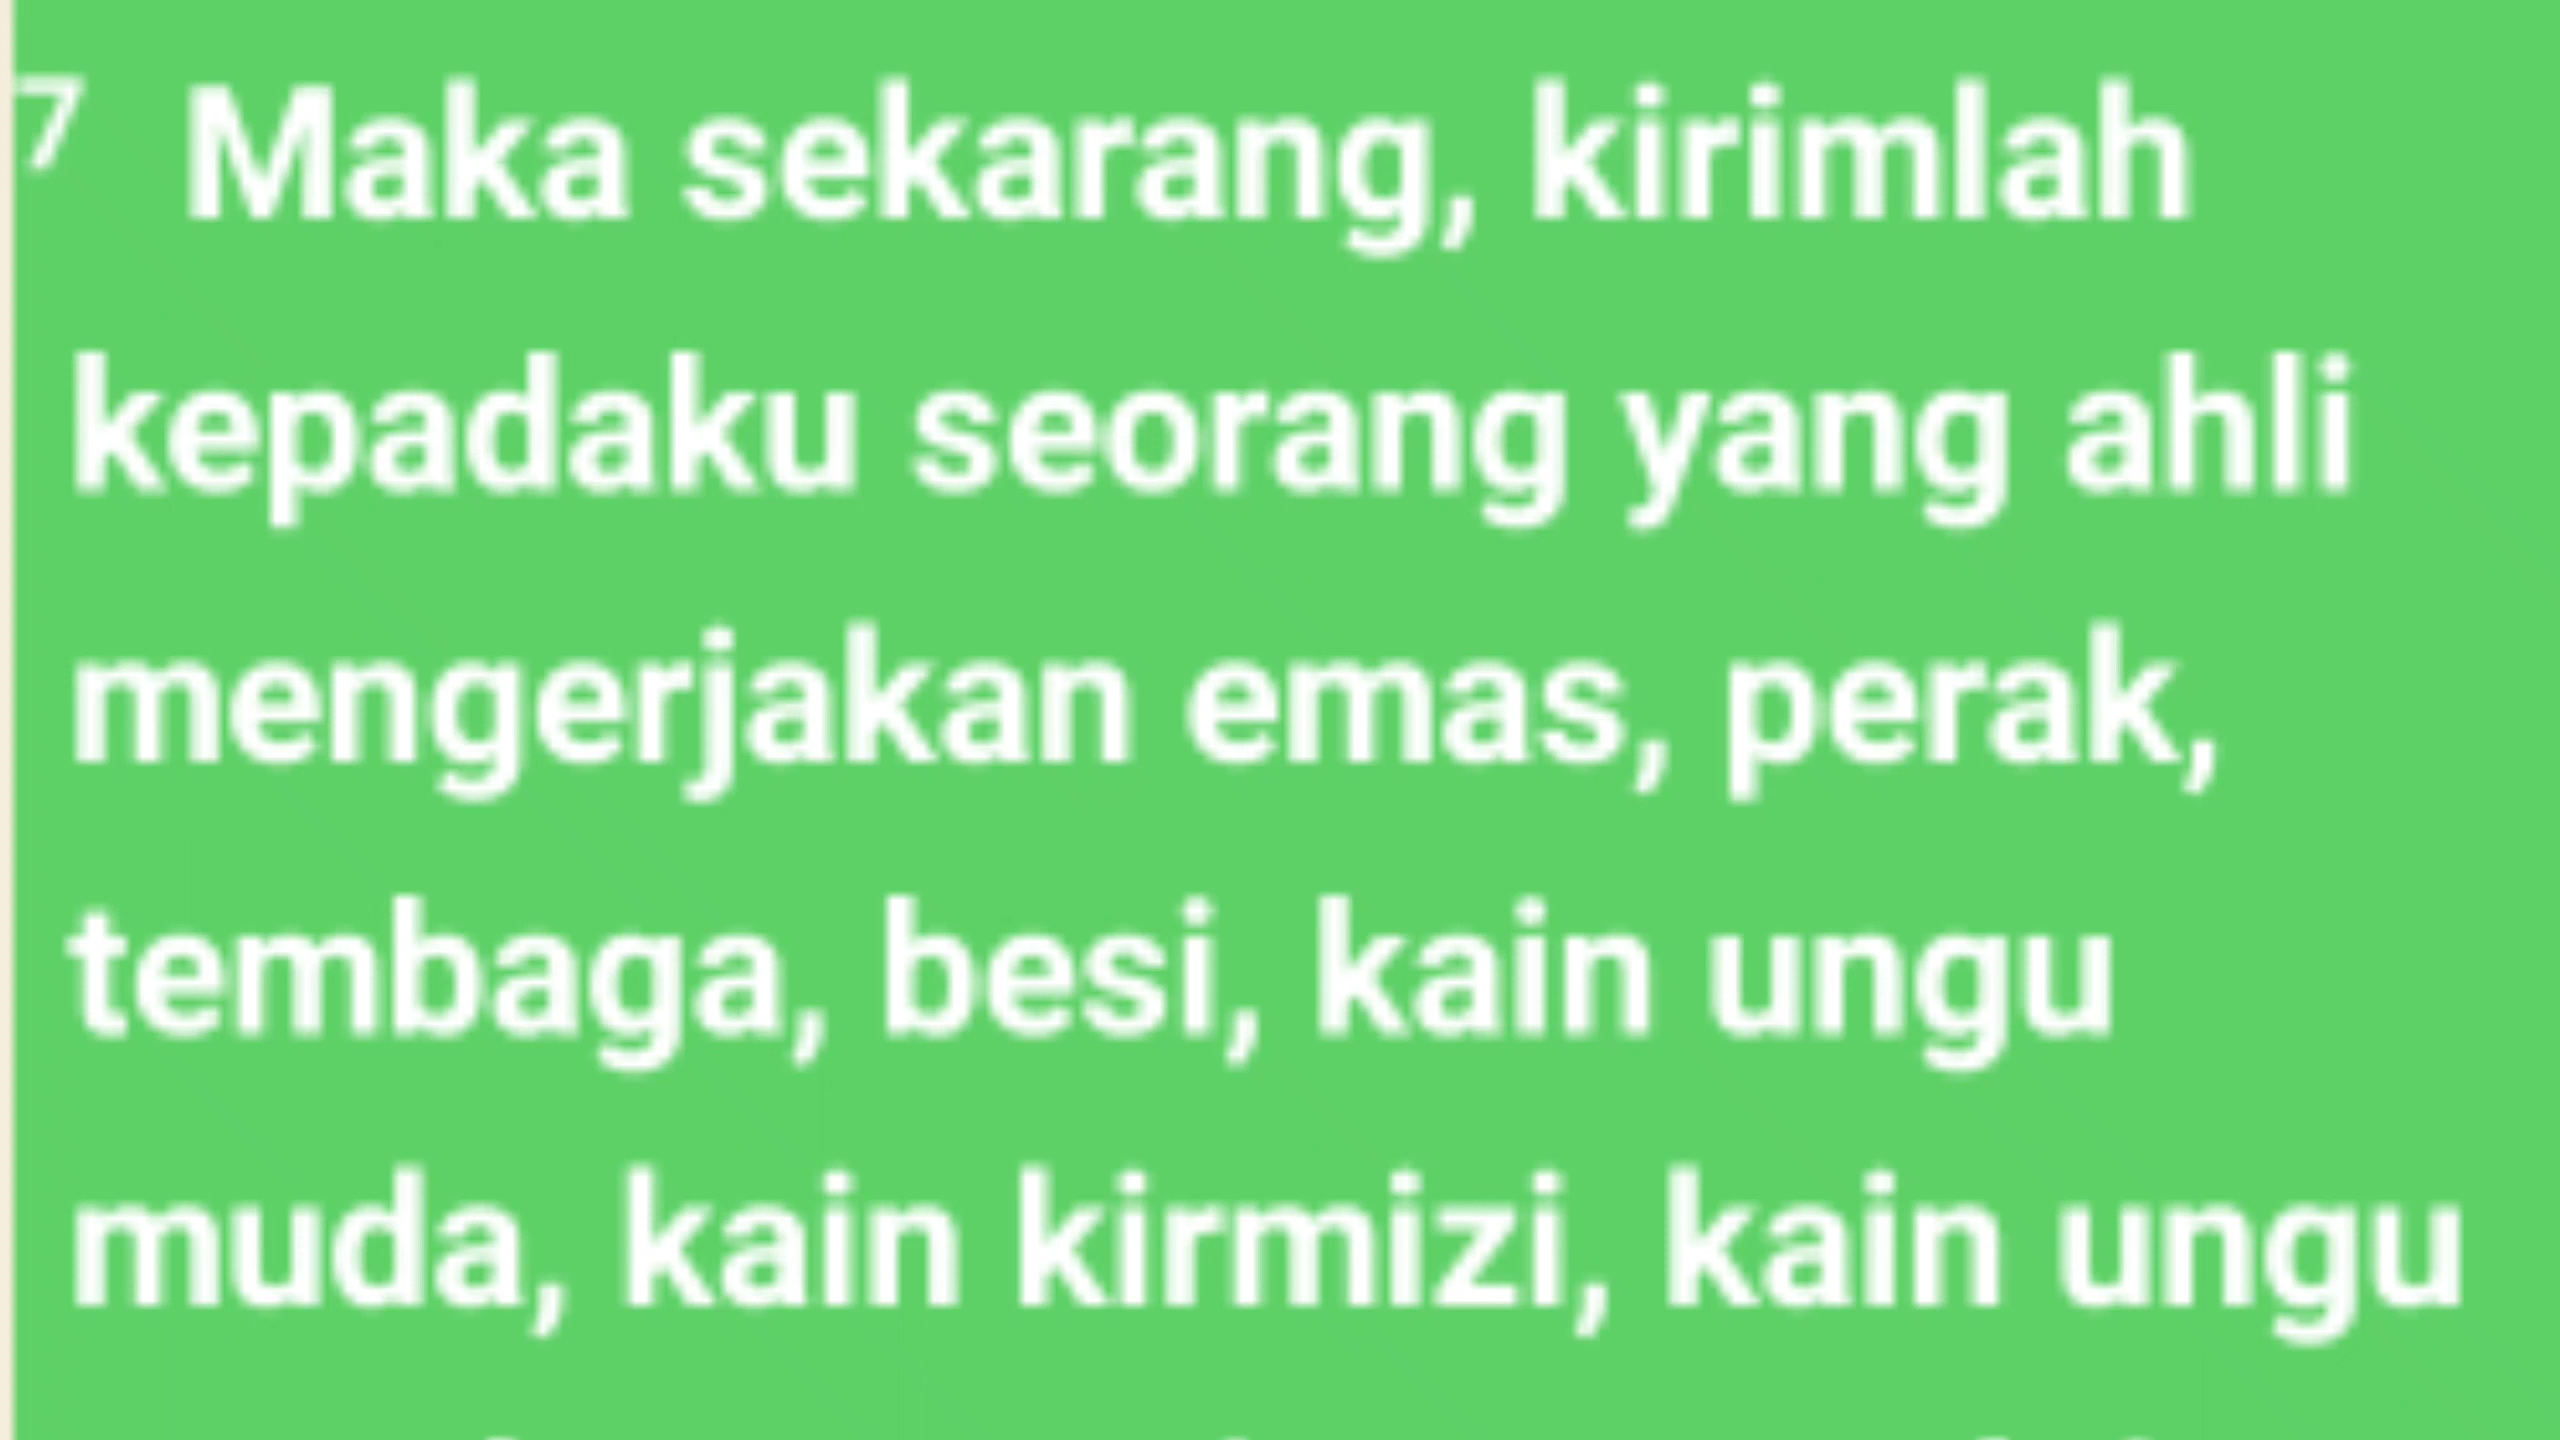 7 Maka sekarang, kirimlah
kepadaku seorang yang ahli
mengerjakan emas, perak,
tembaga, besi, kain ungu
muda, kain kirmizi, kain ungu